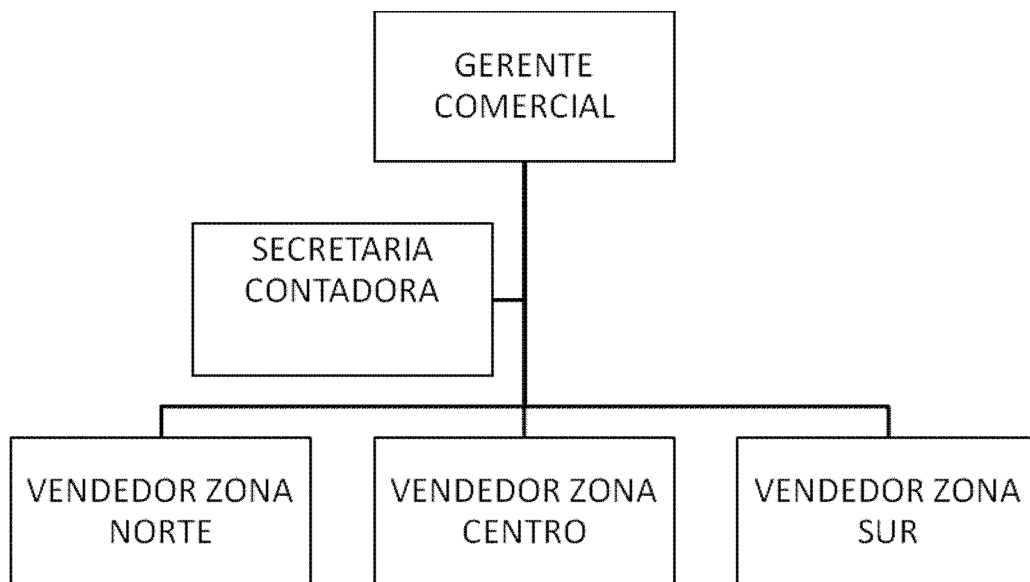 GERENTE
COMERCIAL
SECRETARIA
CONTADORA
VENDEDOR ZONA
NORTE
VENDEDOR ZONA
CENTRO
VENDEDOR ZONA
SUR